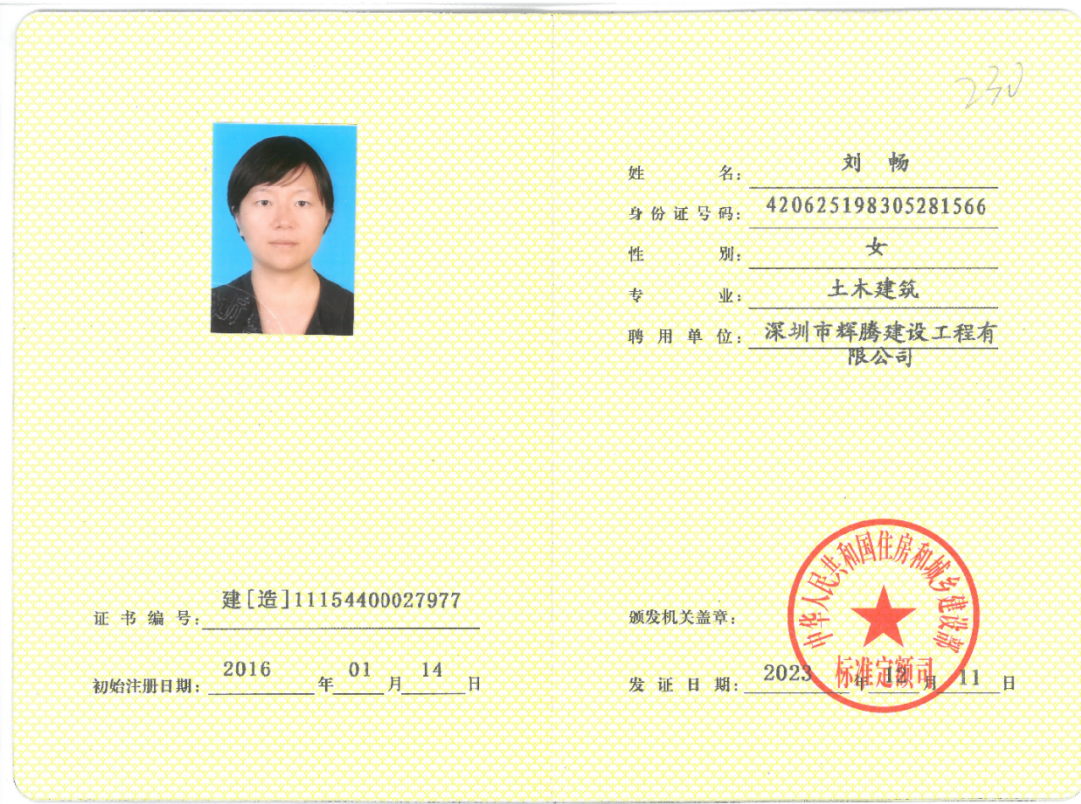 230
姓 名: 刘 畅
身份证号码: 420625198305281566
性 别: 女
专 业: 土木建筑
聘用单位: 深圳市辉腾建设工程有
限公司
证书编号: 建[造]11154400027977
初始注册日期: 2016 年 01 月 14 日
颁发机关盖章:
中华人民共和国住房和城乡建设部
标准定额司
发证日期: 2023 年 12 月 11 日